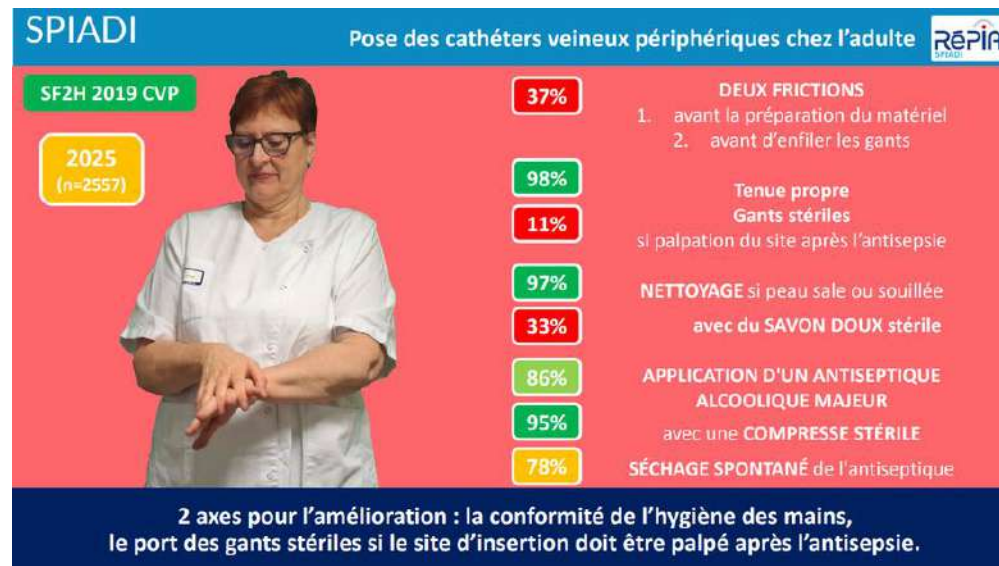 SPIADI
Pose des cathéters veineux périphériques chez l'adulte
RéPIA
SPIADI
SF2H 2019 CVP
2025
(n=2557)
37%
DEUX FRICTIONS
1. avant la préparation du matériel
2. avant d'enfiler les gants
98%
Tenue propre
11%
Gants stériles
si palpation du site après l'antisepsie
97%
NETTOYAGE si peau sale ou souillée
33%
avec du SAVON DOUX stérile
86%
APPLICATION D'UN ANTISEPTIQUE
ALCOOLIQUE MAJEUR
95%
avec une COMPRESSE STÉRILE
78%
SÉCHAGE SPONTANÉ de l'antiseptique
2 axes pour l'amélioration : la conformité de l'hygiène des mains,
le port des gants stériles si le site d'insertion doit être palpé après l'antisepsie.